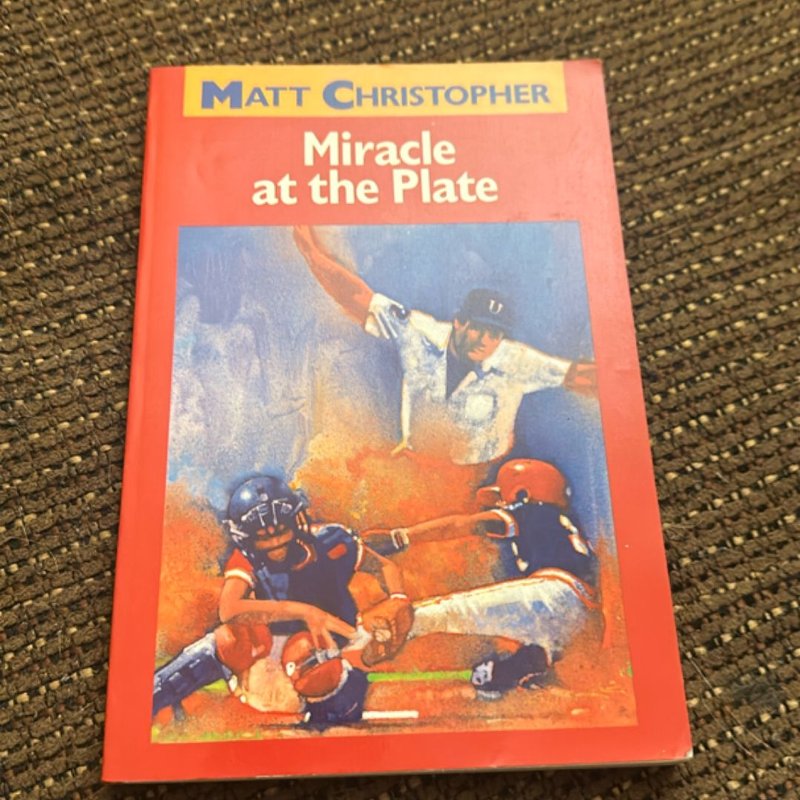 MATT CHRISTOPHER
Miracle
at the Plate
U